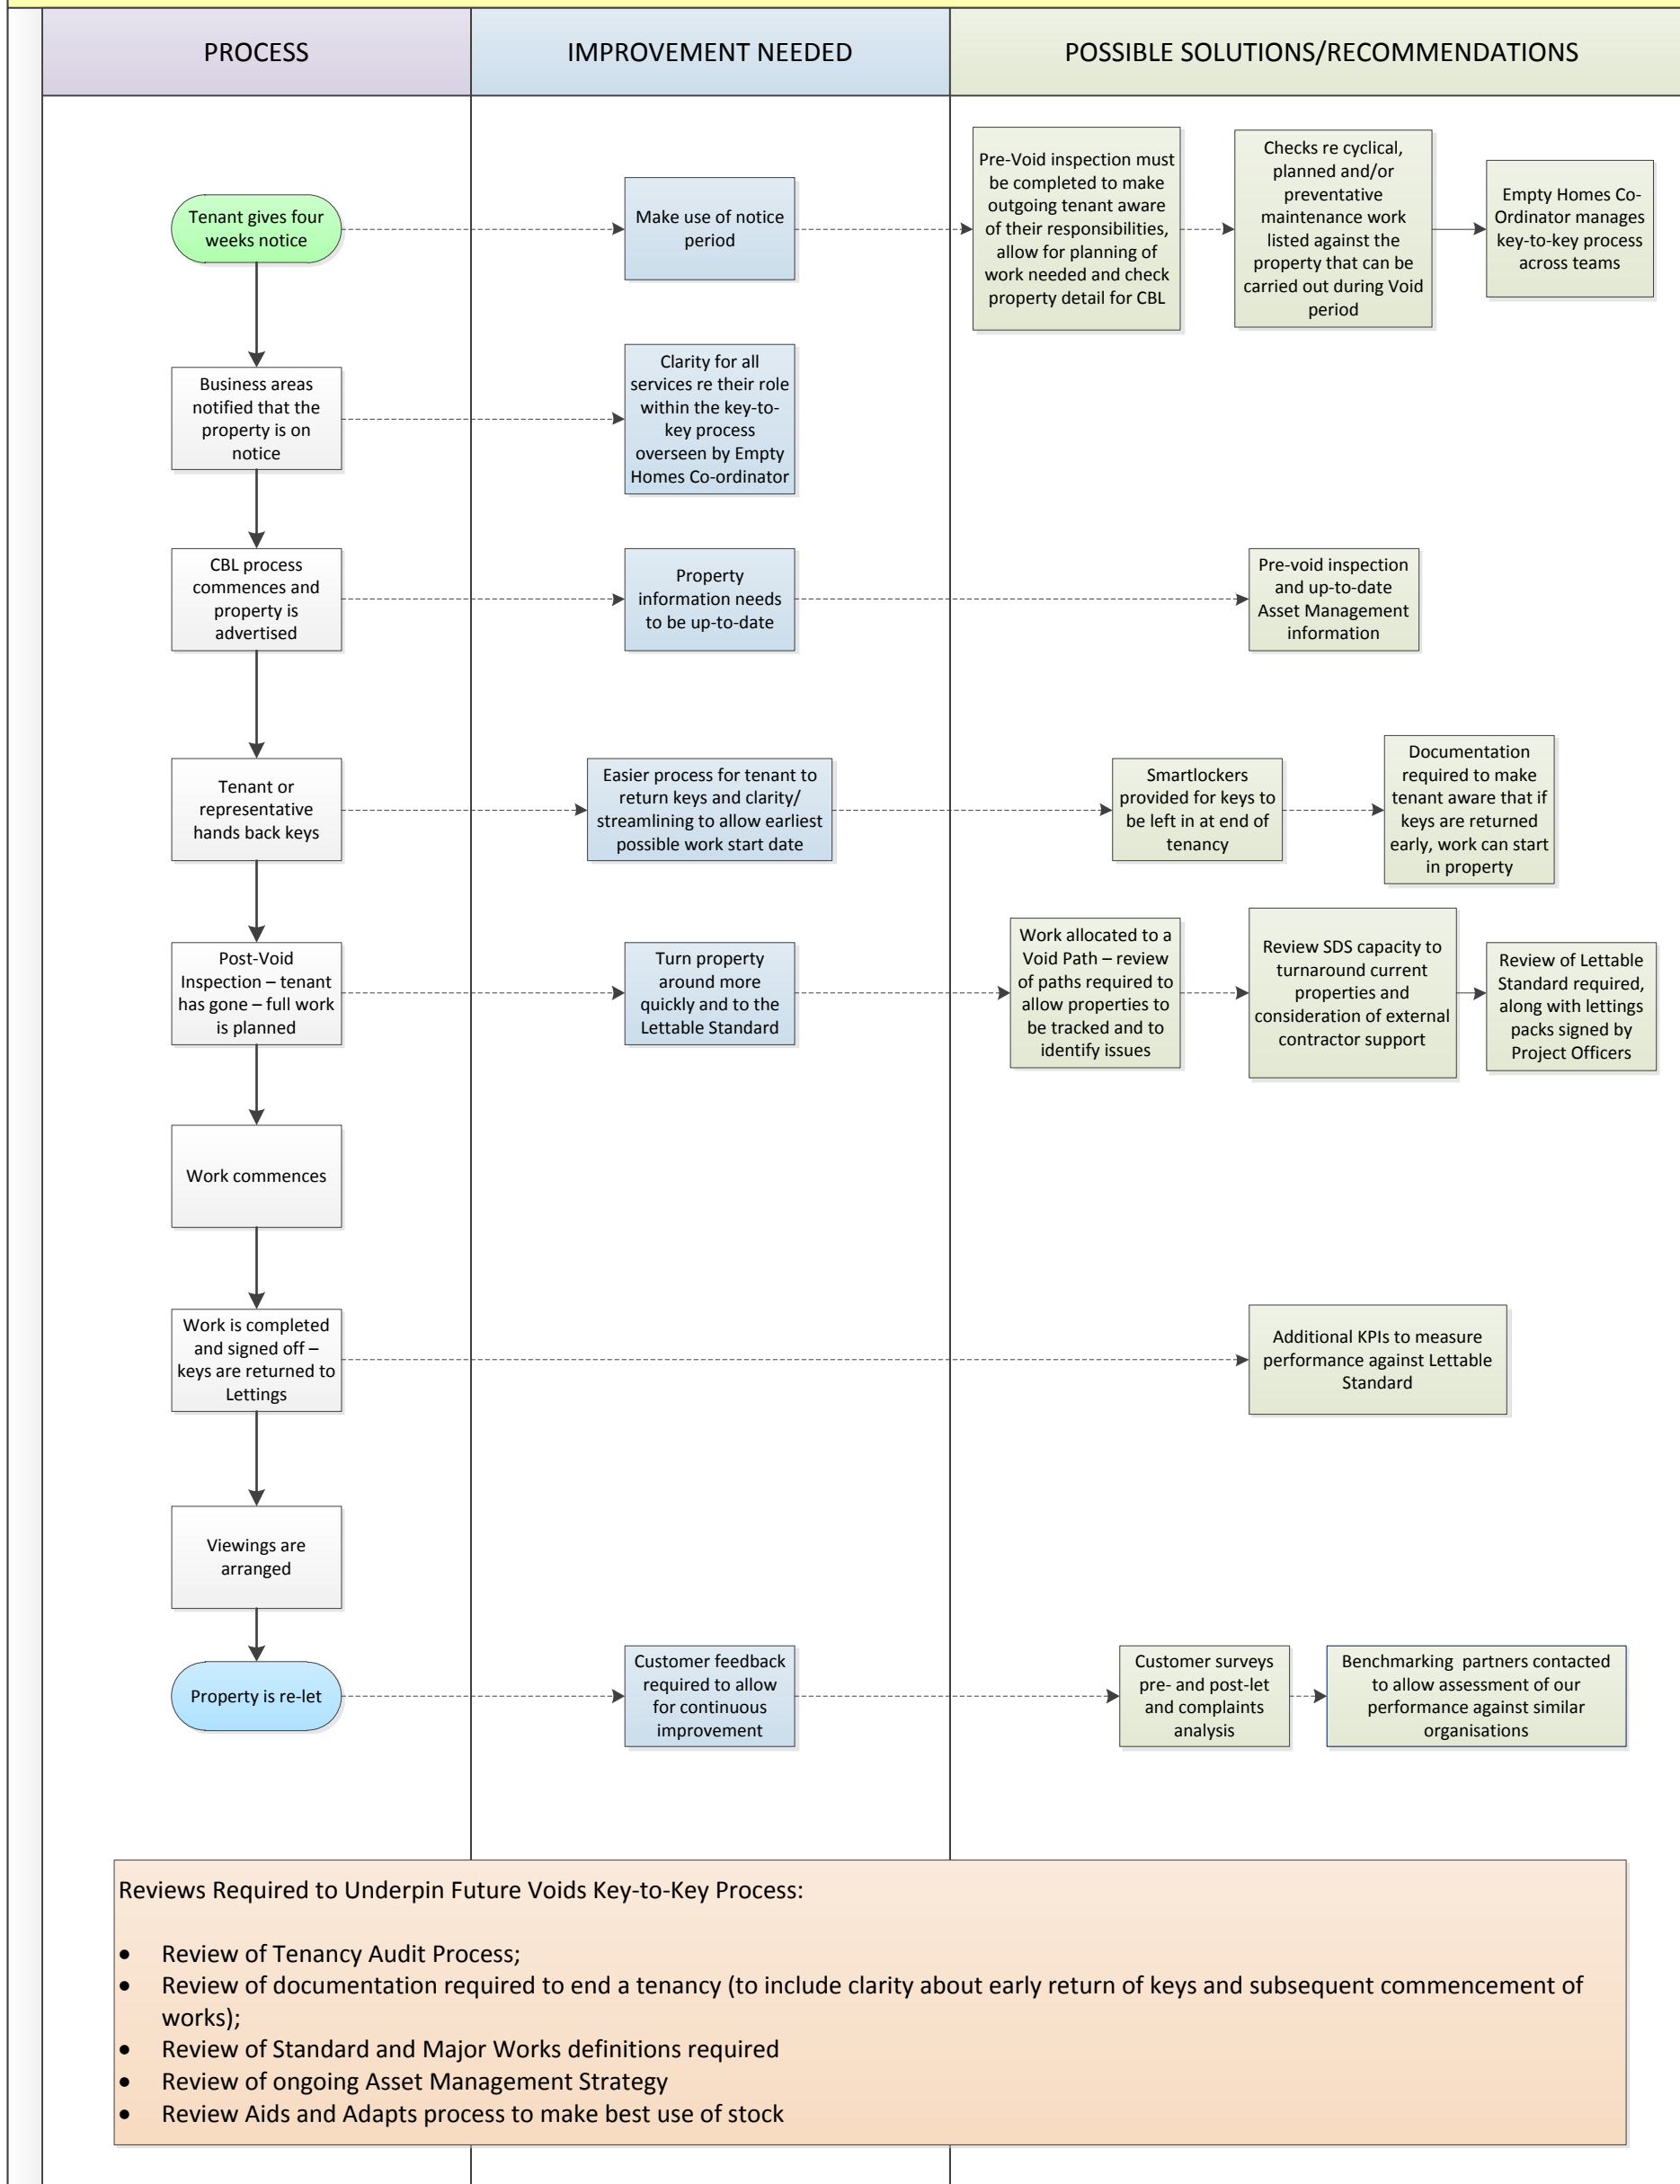 PROCESS
IMPROVEMENT NEEDED
POSSIBLE SOLUTIONS/RECOMMENDATIONS
Tenant gives four
weeks notice
Make use of notice
period
Pre-Void inspection must
be completed to make
outgoing tenant aware
of their responsibilities,
allow for planning of
work needed and check
property detail for CBL
Checks re cyclical,
planned and/or
preventative
maintenance work
listed against the
property that can be
carried out during Void
period
Empty Homes Co-
Ordinator manages
key-to-key process
across teams
Business areas
notified that the
property is on
notice
Clarity for all
services re their role
within the key-to-
key process
overseen by Empty
Homes Co-ordinator
CBL process
commences and
property is
advertised
Property
information needs
to be up-to-date
Pre-void inspection
and up-to-date
Asset Management
information
Tenant or
representative
hands back keys
Easier process for tenant to
return keys and clarity/
streamlining to allow earliest
possible work start date
Smartlockers
provided for keys to
be left in at end of
tenancy
Documentation
required to make
tenant aware that if
keys are returned
early, work can start
in property
Post-Void
Inspection – tenant
has gone – full work
is planned
Turn property
around more
quickly and to the
Lettable Standard
Work allocated to a
Void Path – review
of paths required to
allow properties to
be tracked and to
identify issues
Review SDS capacity to
turnaround current
properties and
consideration of external
contractor support
Review of Lettable
Standard required,
along with lettings
packs signed by
Project Officers
Work commences
Work is completed
and signed off –
keys are returned to
Lettings
Additional KPIs to measure
performance against Lettable
Standard
Viewings are
arranged
Property is re-let
Customer feedback
required to allow
for continuous
improvement
Customer surveys
pre- and post-let
and complaints
analysis
Benchmarking partners contacted
to allow assessment of our
performance against similar
organisations
Reviews Required to Underpin Future Voids Key-to-Key Process:
• Review of Tenancy Audit Process;
• Review of documentation required to end a tenancy (to include clarity about early return of keys and subsequent commencement of
works);
• Review of Standard and Major Works definitions required
• Review of ongoing Asset Management Strategy
• Review Aids and Adapts process to make best use of stock